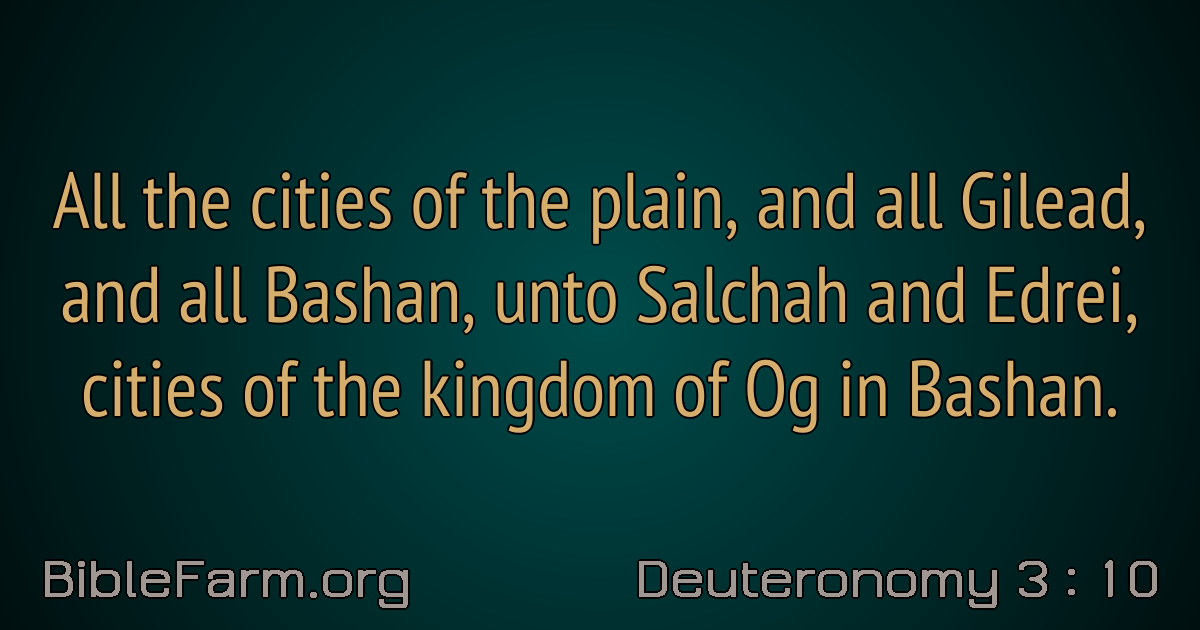 All the cities of the plain, and all Gilead,
and all Bashan, unto Salchah and Edrei,
cities of the kingdom of Og in Bashan.
BibleFarm.org
Deuteronomy 3 : 10